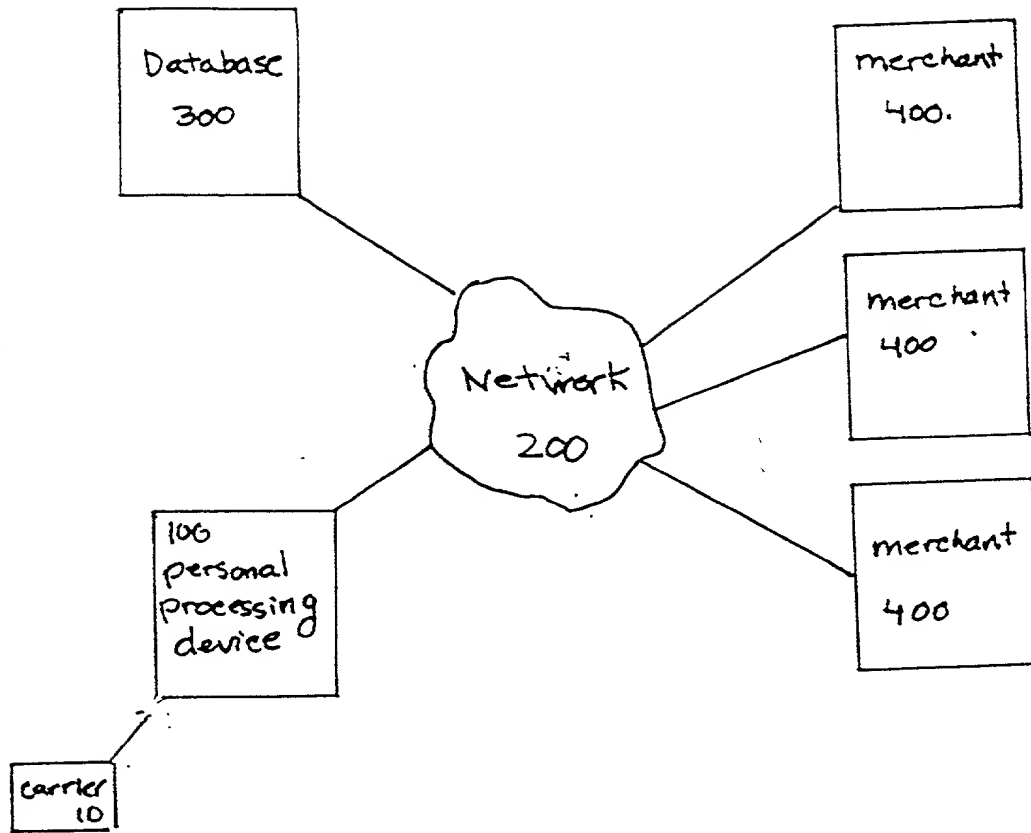 Database
300
merchant
400.
merchant
400
Network
200
100
personal
processing
device
merchant
400
carrier
10